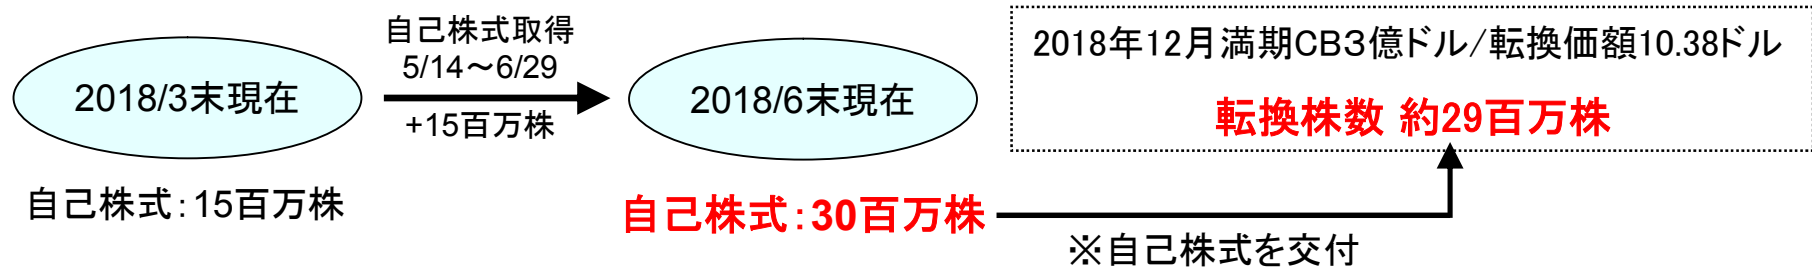 自己株式取得
5/14～6/29
2018/3末現在
+15百万株
自己株式：15百万株
2018/6末現在
自己株式：30百万株
2018年12月満期CB３億ドル/転換価額10.38ドル
転換株数 約29百万株
※自己株式を交付